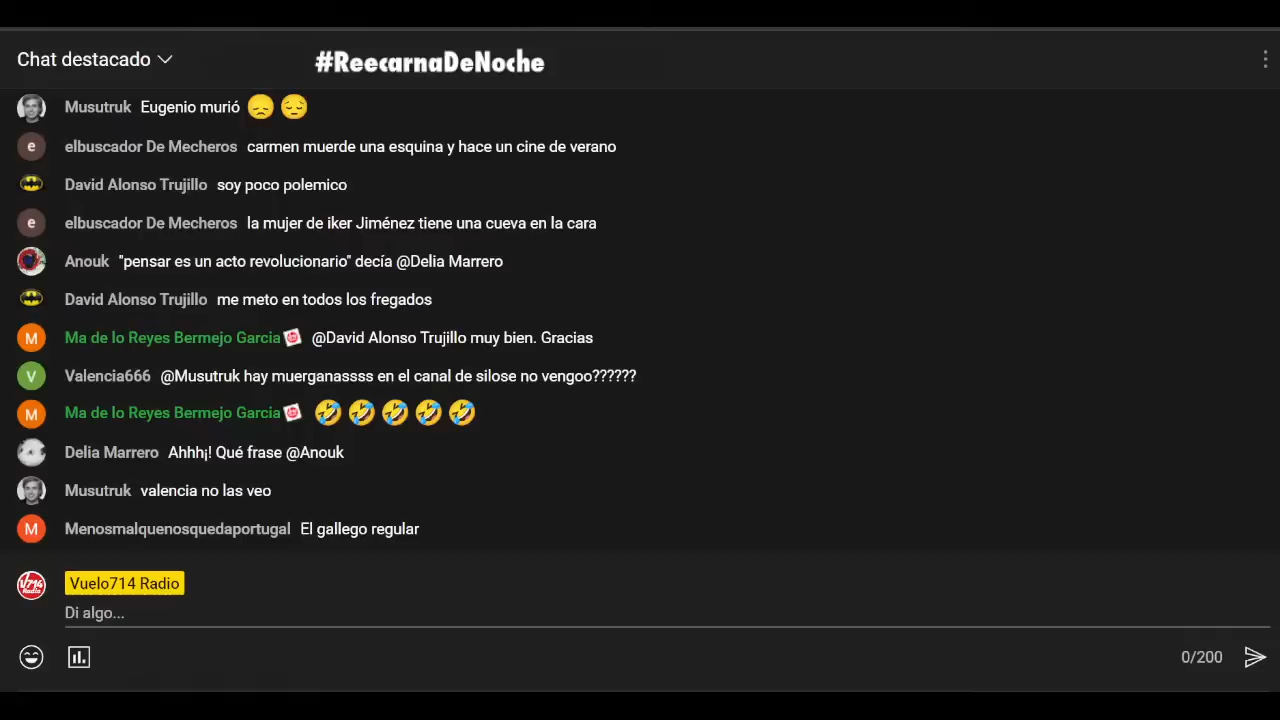 Chat destacado #ReecarnaDeNoche
Musutruk Eugenio murió 😞 😔
e elbuscador De Mecheros carmen muerde una esquina y hace un cine de verano
David Alonso Trujillo soy poco polemico
e elbuscador De Mecheros la mujer de iker Jiménez tiene una cueva en la cara
Anouk "pensar es un acto revolucionario" decía @Delia Marrero
David Alonso Trujillo me meto en todos los fregados
M Ma de lo Reyes Bermejo Garcia @David Alonso Trujillo muy bien. Gracias
V Valencia666 @Musutruk hay muerganassss en el canal de silose no vengoo??????
M Ma de lo Reyes Bermejo Garcia 🤣 🤣 🤣 🤣 🤣
Delia Marrero Ahhh¡! Qué frase @Anouk
Musutruk valencia no las veo
M Menosmalquenosquedaportugal El gallego regular
V714 Radio Vuelo714 Radio
Di algo...
0/200